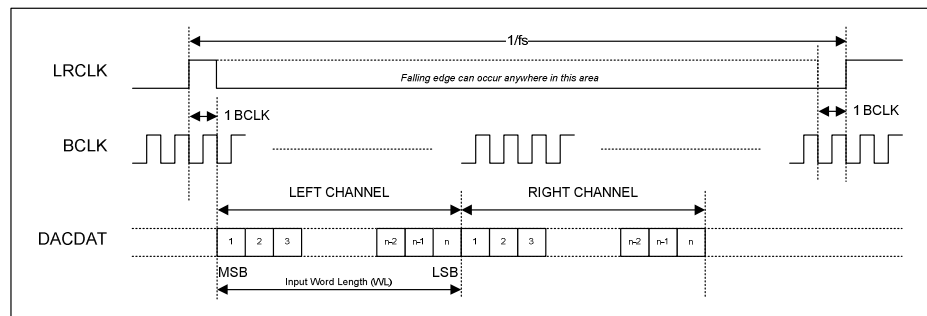 1/fs
LRCLK
Falling edge can occur anywhere in this area
1 BCLK
1 BCLK
BCLK
LEFT CHANNEL
RIGHT CHANNEL
DACDAT
1 2 3 n-2 n-1 n 1 2 3 n-2 n-1 n
MSB LSB
Input Word Length (WL)